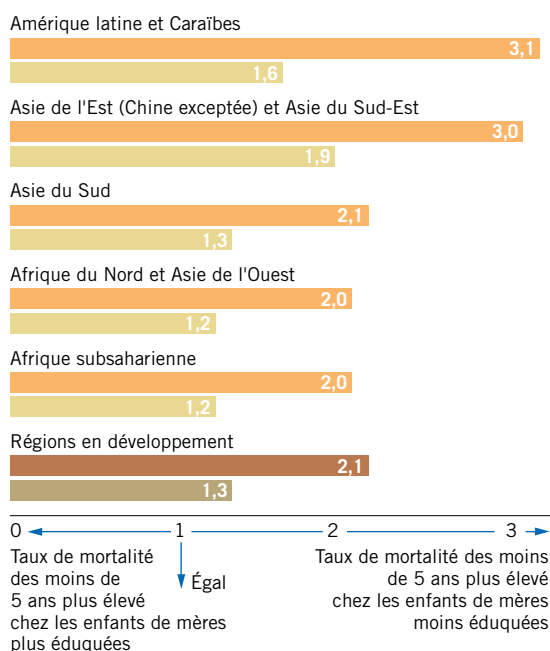 Amérique latine et Caraïbes
3,1
1,6
Asie de l'Est (Chine exceptée) et Asie du Sud-Est
3,0
1,9
Asie du Sud
2,1
1,3
Afrique du Nord et Asie de l'Ouest
2,0
1,2
Afrique subsaharienne
2,0
1,2
Régions en développement
2,1
1,3
0 1 2 3
Taux de mortalité
des moins de
5 ans plus élevé
chez les enfants de mères
plus éduquées
Égal
Taux de mortalité des moins
de 5 ans plus élevé
chez les enfants de mères
moins éduquées